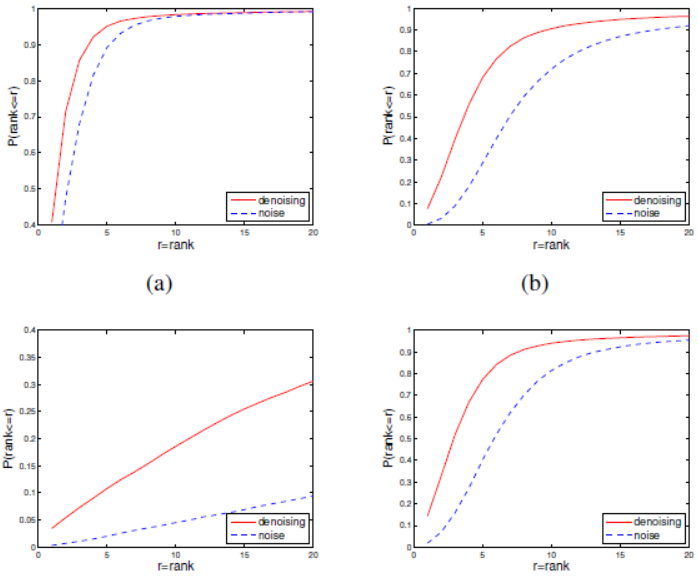 1
0.9
0.8
0.7
0.6
0.5
0.4
P(rank<=r)
0 5 10 15 20
r=rank
denoising
noise
(a)
1
0.9
0.8
0.7
0.6
0.5
0.4
0.3
0.2
0.1
0
P(rank<=r)
0 5 10 15 20
r=rank
denoising
noise
(b)
0.4
0.35
0.3
0.25
0.2
0.15
0.1
0.05
0
P(rank<=r)
0 5 10 15 20
r=rank
denoising
noise
1
0.9
0.8
0.7
0.6
0.5
0.4
0.3
0.2
0.1
0
P(rank<=r)
0 5 10 15 20
r=rank
denoising
noise